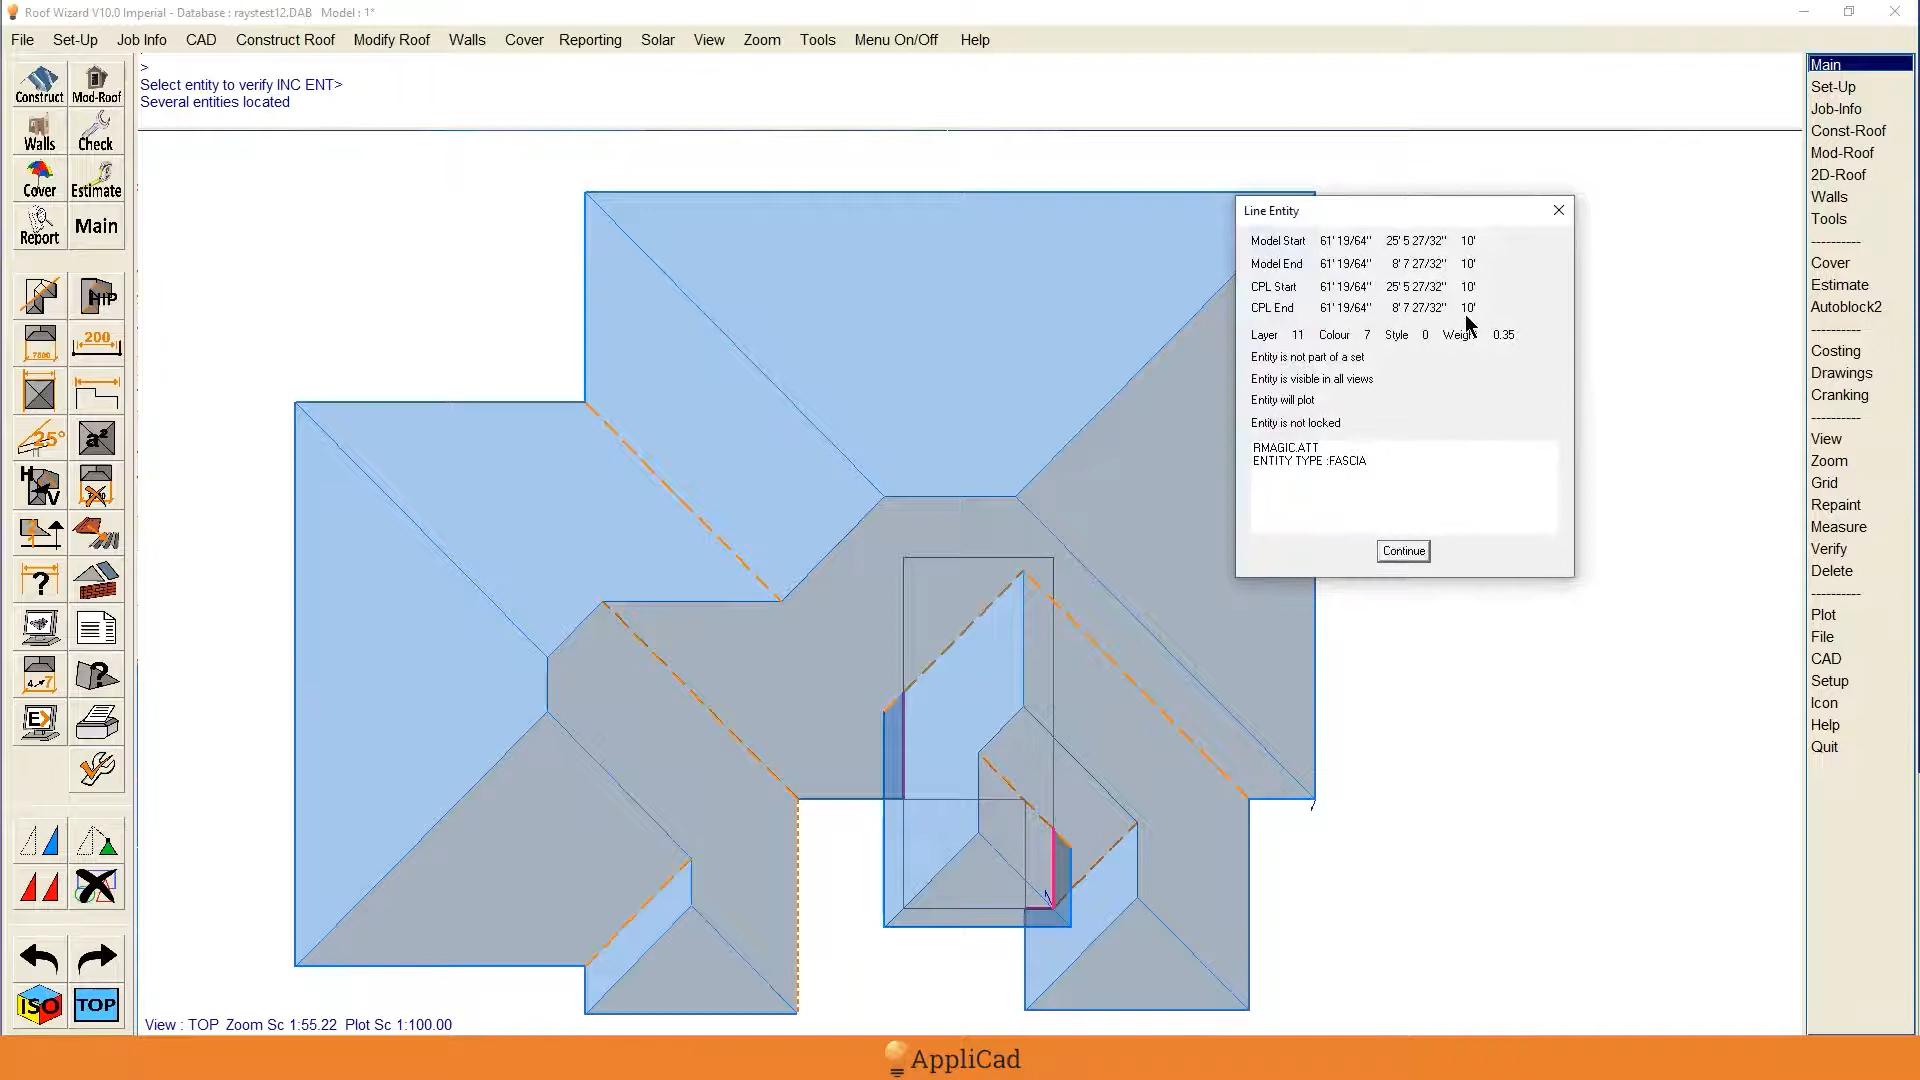 Roof Wizard V10.0 Imperial - Database : raystest12.DAB  Model : 1*
File Set-Up Job Info CAD Construct Roof Modify Roof Walls Cover Reporting Solar View Zoom Tools Menu On/Off Help
>
Select entity to verify INC ENT>
Several entities located
Construct Mod-Roof
Walls Check
Cover Estimate
Report Main
HIP
7800 200
25° a²
H V
?
?
4 7
E>
ISO TOP
Line Entity
Model Start 61' 19/64" 25' 5 27/32" 10'
Model End 61' 19/64" 8' 7 27/32" 10'
CPL Start 61' 19/64" 25' 5 27/32" 10'
CPL End 61' 19/64" 8' 7 27/32" 10'
Layer 11 Colour 7 Style 0 0.35
Entity is not part of a set
Entity is visible in all views
Entity will plot
Entity is not locked
RMAGIC.ATT
ENTITY TYPE :FASCIA
Continue
Main
Set-Up
Job-Info
Const-Roof
Mod-Roof
2D-Roof
Walls
Tools
----------
Cover
Estimate
Autoblock2
----------
Costing
Drawings
Cranking
----------
View
Zoom
Grid
Repaint
Measure
Verify
Delete
----------
Plot
File
CAD
Setup
Icon
Help
Quit
View : TOP Zoom Sc 1:55.22 Plot Sc 1:100.00
AppliCad